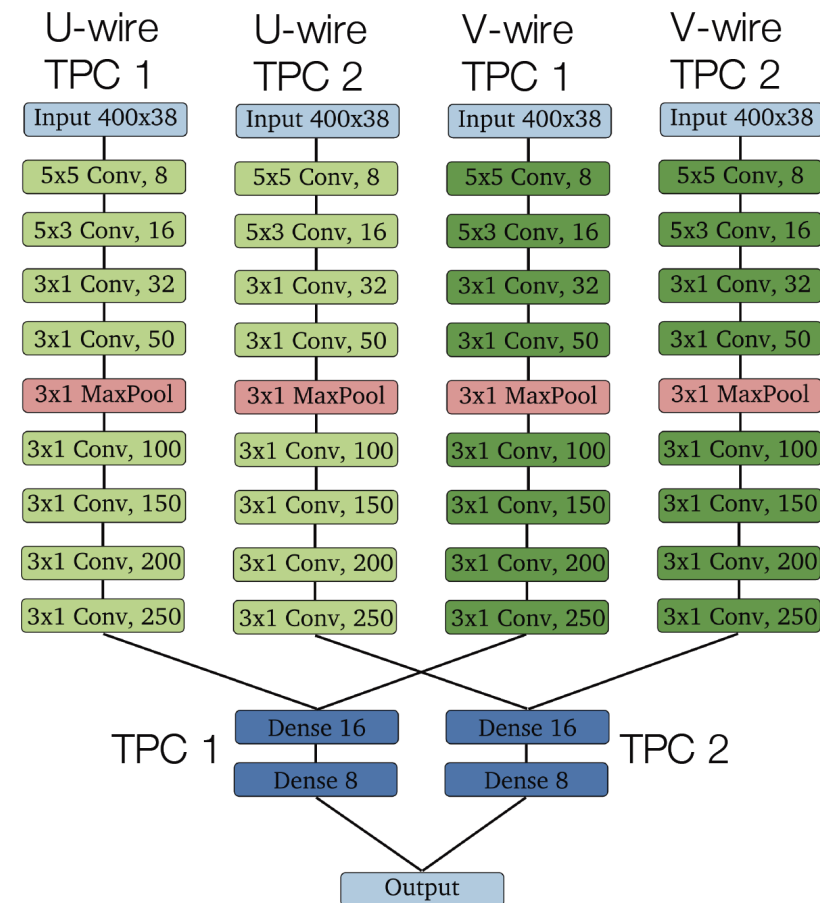 U-wire TPC 1
U-wire TPC 2
V-wire TPC 1
V-wire TPC 2
Input 400x38
Input 400x38
Input 400x38
Input 400x38
5x5 Conv, 8
5x5 Conv, 8
5x5 Conv, 8
5x5 Conv, 8
5x3 Conv, 16
5x3 Conv, 16
5x3 Conv, 16
5x3 Conv, 16
3x1 Conv, 32
3x1 Conv, 32
3x1 Conv, 32
3x1 Conv, 32
3x1 Conv, 50
3x1 Conv, 50
3x1 Conv, 50
3x1 Conv, 50
3x1 MaxPool
3x1 MaxPool
3x1 MaxPool
3x1 MaxPool
3x1 Conv, 100
3x1 Conv, 100
3x1 Conv, 100
3x1 Conv, 100
3x1 Conv, 150
3x1 Conv, 150
3x1 Conv, 150
3x1 Conv, 150
3x1 Conv, 200
3x1 Conv, 200
3x1 Conv, 200
3x1 Conv, 200
3x1 Conv, 250
3x1 Conv, 250
3x1 Conv, 250
3x1 Conv, 250
TPC 1
Dense 16
Dense 16
TPC 2
Dense 8
Dense 8
Output